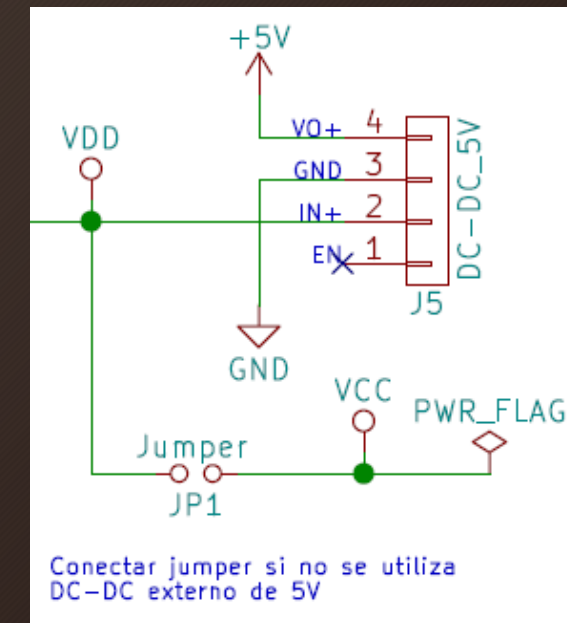 +5V
VO+ 4
VDD
GND 3
IN+ 2
EN 1
DC-DC_5V
J5
GND
VCC
PWR_FLAG
Jumper
JP1
Conectar jumper si no se utiliza
DC-DC externo de 5V